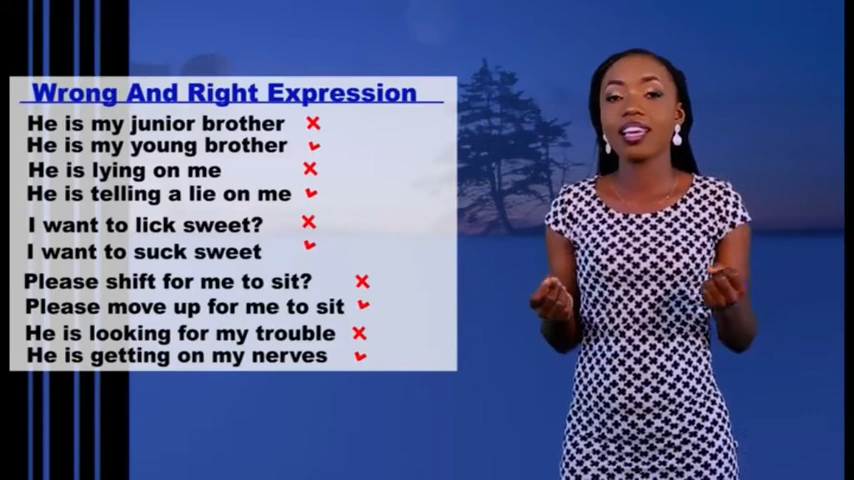 Wrong And Right Expression
He is my junior brother ×
He is my young brother ✓
He is lying on me ×
He is telling a lie on me ✓
I want to lick sweet? ×
I want to suck sweet ✓
Please shift for me to sit? ×
Please move up for me to sit ✓
He is looking for my trouble ×
He is getting on my nerves ✓